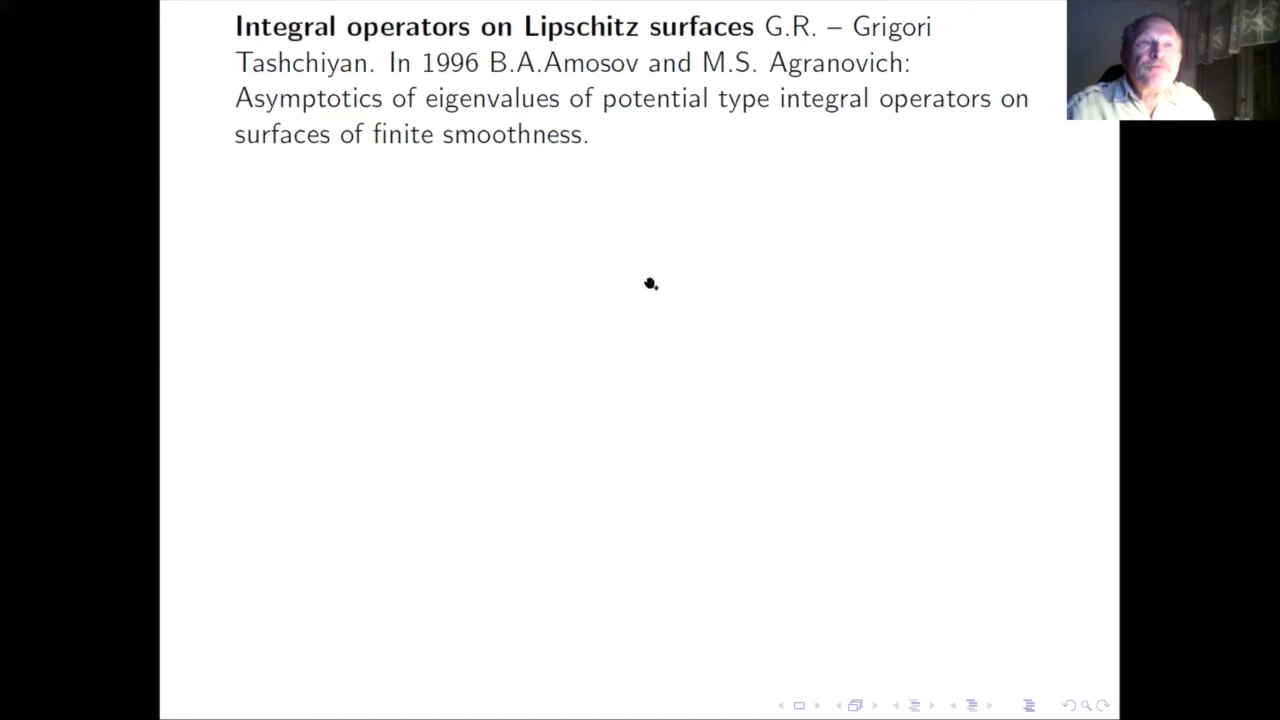 Integral operators on Lipschitz surfaces G.R. – Grigori
Tashchiyan. In 1996 B.A.Amosov and M.S. Agranovich:
Asymptotics of eigenvalues of potential type integral operators on
surfaces of finite smoothness.